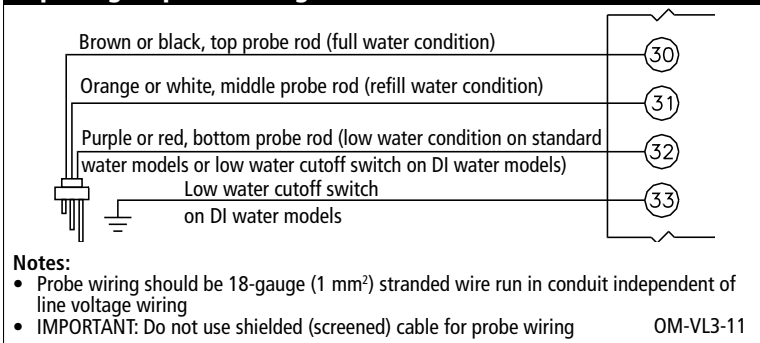 Brown or black, top probe rod (full water condition)
30
Orange or white, middle probe rod (refill water condition)
31
Purple or red, bottom probe rod (low water condition on standard
water models or low water cutoff switch on DI water models)
32
Low water cutoff switch
on DI water models
33
Notes:
• Probe wiring should be 18-gauge (1 mm²) stranded wire run in conduit independent of
line voltage wiring
• IMPORTANT: Do not use shielded (screened) cable for probe wiring
OM-VL3-11